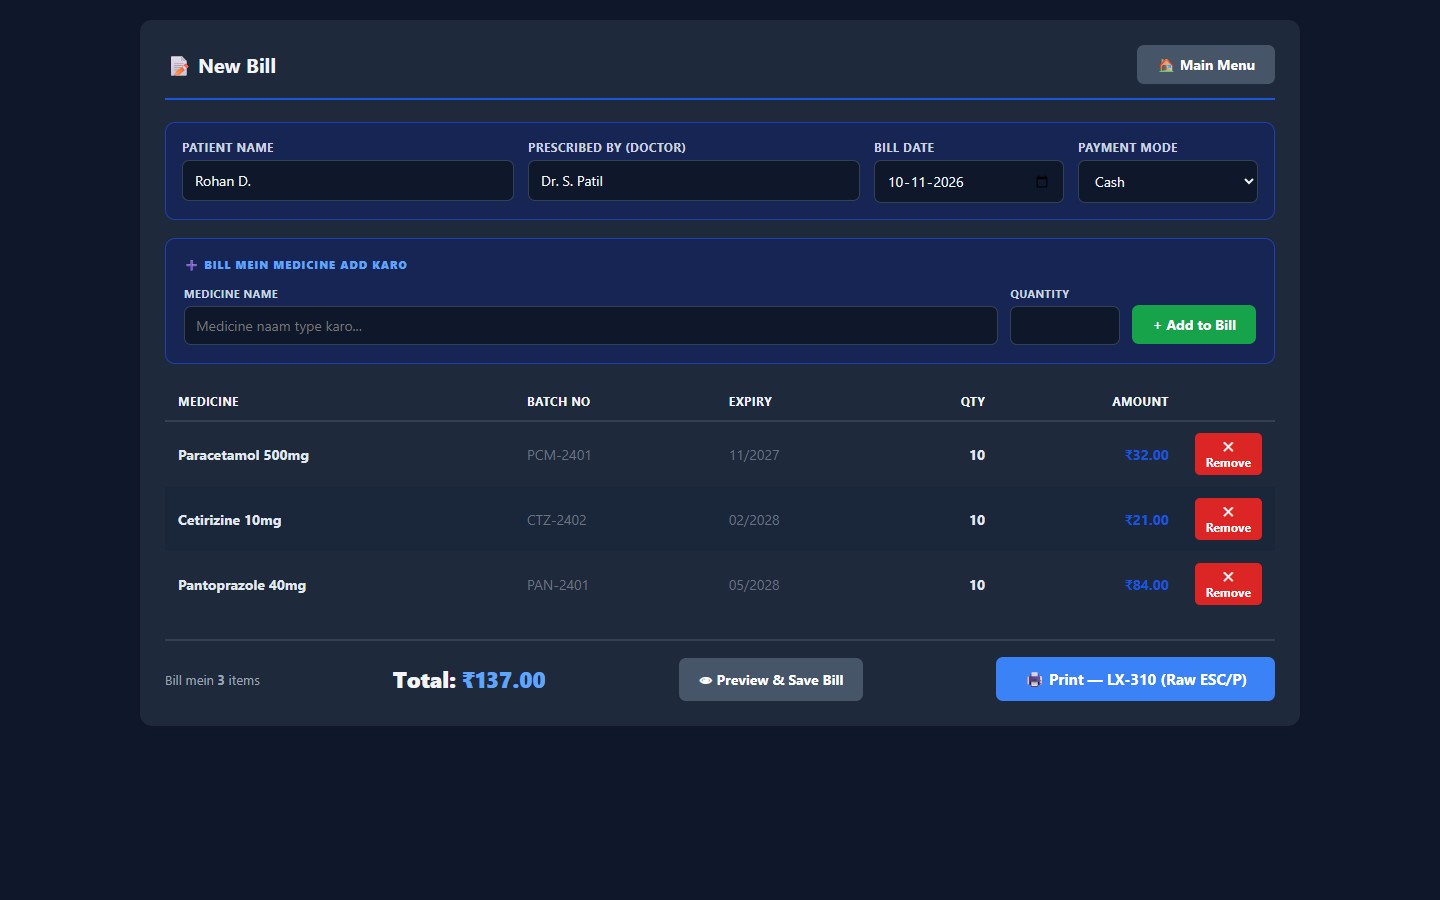 New Bill
Main Menu
PATIENT NAME PRESCRIBED BY (DOCTOR) BILL DATE PAYMENT MODE
Rohan D. Dr. S. Patil 10-11-2026 Cash
BILL MEIN MEDICINE ADD KARO
MEDICINE NAME QUANTITY
Medicine naam type karo... + Add to Bill
MEDICINE BATCH NO EXPIRY QTY AMOUNT
Paracetamol 500mg PCM-2401 11/2027 10 ₹32.00 ✕ Remove
Cetirizine 10mg CTZ-2402 02/2028 10 ₹21.00 ✕ Remove
Pantoprazole 40mg PAN-2401 05/2028 10 ₹84.00 ✕ Remove
Bill mein 3 items Total: ₹137.00 Preview & Save Bill Print — LX-310 (Raw ESC/P)